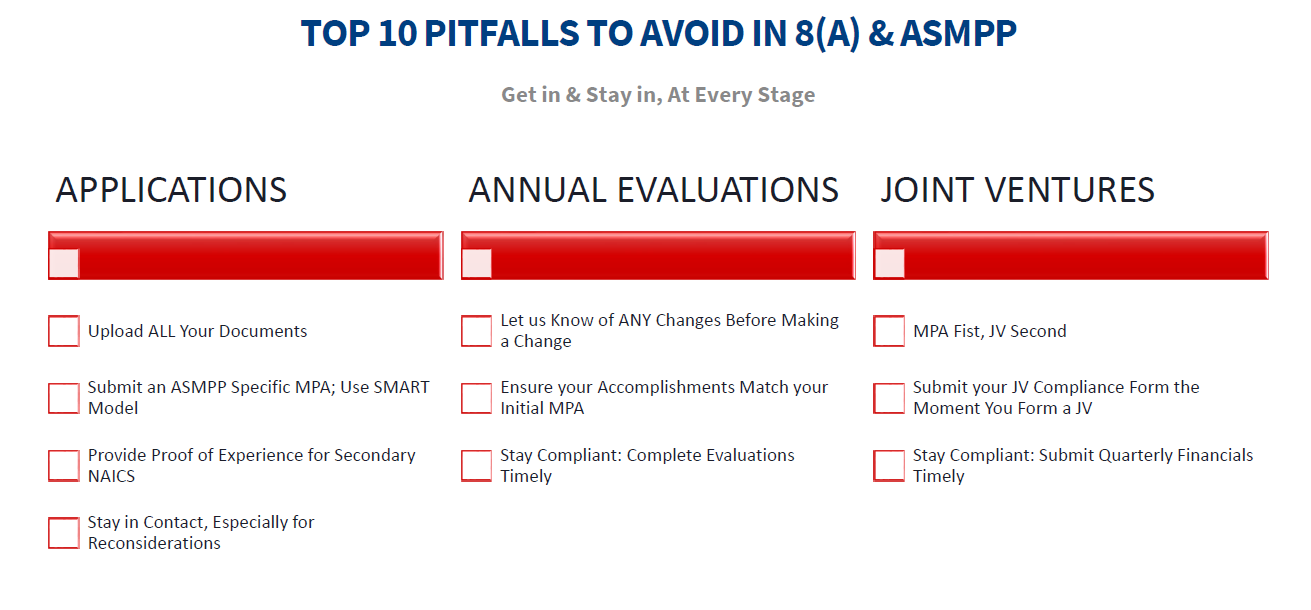 TOP 10 PITFALLS TO AVOID IN 8(A) & ASMPP
Get in & Stay in, At Every Stage
APPLICATIONS
Upload ALL Your Documents
Submit an ASMPP Specific MPA; Use SMART
Model
Provide Proof of Experience for Secondary
NAICS
Stay in Contact, Especially for
Reconsiderations
ANNUAL EVALUATIONS
Let us Know of ANY Changes Before Making
a Change
Ensure your Accomplishments Match your
Initial MPA
Stay Compliant: Complete Evaluations
Timely
JOINT VENTURES
MPA Fist, JV Second
Submit your JV Compliance Form the
Moment You Form a JV
Stay Compliant: Submit Quarterly Financials
Timely